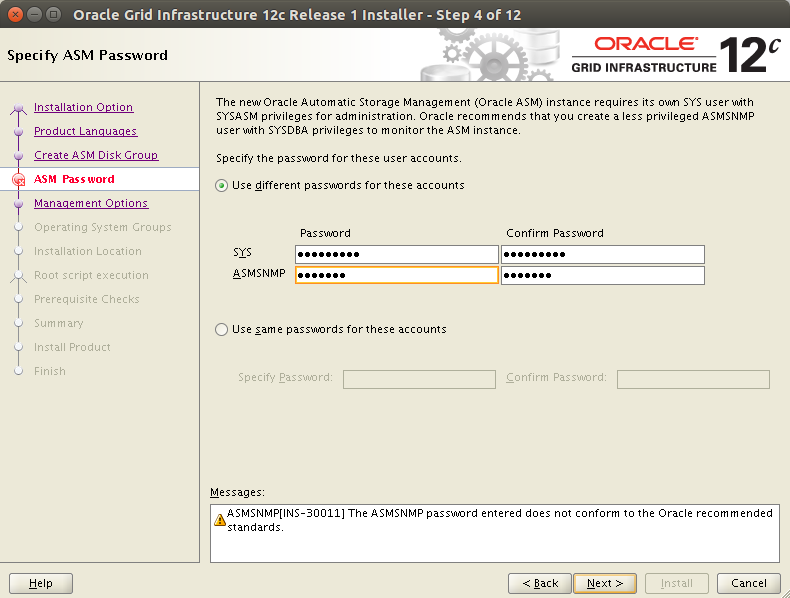 Oracle Grid Infrastructure 12c Release 1 Installer - Step 4 of 12
Specify ASM Password
ORACLE
GRID INFRASTRUCTURE
12c
Installation Option
Product Languages
Create ASM Disk Group
ASM Password
Management Options
Operating System Groups
Installation Location
Root script execution
Prerequisite Checks
Summary
Install Product
Finish
The new Oracle Automatic Storage Management (Oracle ASM) instance requires its own SYS user with
SYSASM privileges for administration. Oracle recommends that you create a less privileged ASMSNMP
user with SYSDBA privileges to monitor the ASM instance.
Specify the password for these user accounts.
Use different passwords for these accounts
Password Confirm Password
SYS ••••••••• •••••••••
ASMSNMP ••••••• •••••••
Use same passwords for these accounts
Specify Password: Confirm Password:
Messages:
ASMSNMP[INS-30011] The ASMSNMP password entered does not conform to the Oracle recommended
standards.
Help < Back Next > Install Cancel